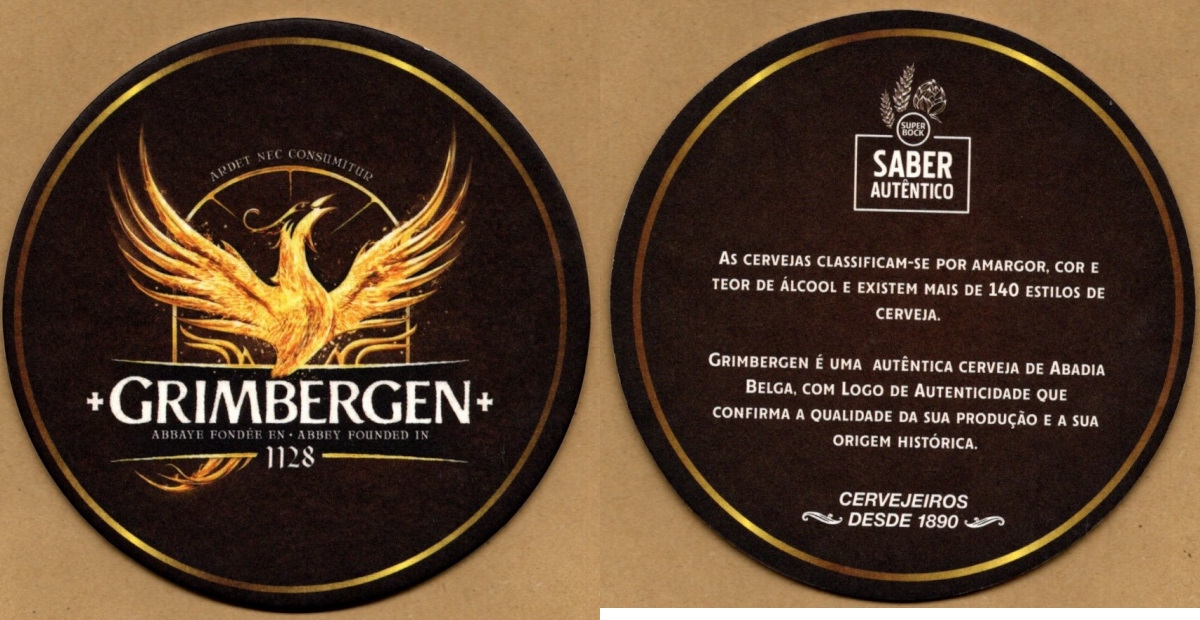 ARDET NEC CONSUMITUR
+GRIMBERGEN+
ABBAYE FONDÉE EN · ABBEY FOUNDED IN
1128
SUPER
BOCK
SABER
AUTÊNTICO
AS CERVEJAS CLASSIFICAM-SE POR AMARGOR, COR E
TEOR DE ÁLCOOL E EXISTEM MAIS DE 140 ESTILOS DE
CERVEJA.
GRIMBERGEN É UMA AUTÊNTICA CERVEJA DE ABADIA
BELGA, COM LOGO DE AUTENTICIDADE QUE
CONFIRMA A QUALIDADE DA SUA PRODUÇÃO E A SUA
ORIGEM HISTÓRICA.
CERVEJEIROS
DESDE 1890